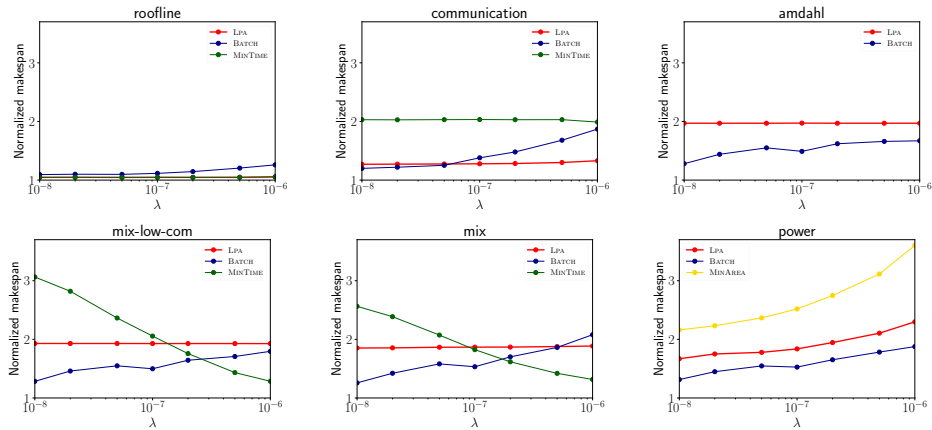 roofline
Normalized makespan
3
2
1
10⁻⁸
10⁻⁷
10⁻⁶
λ
LPA
BATCH
MINTIME
communication
Normalized makespan
3
2
1
10⁻⁸
10⁻⁷
10⁻⁶
λ
LPA
BATCH
MINTIME
amdahl
Normalized makespan
3
2
1
10⁻⁸
10⁻⁷
10⁻⁶
λ
LPA
BATCH
mix-low-com
Normalized makespan
3
2
1
10⁻⁸
10⁻⁷
10⁻⁶
λ
LPA
BATCH
MINTIME
mix
Normalized makespan
3
2
1
10⁻⁸
10⁻⁷
10⁻⁶
λ
LPA
BATCH
MINTIME
power
Normalized makespan
3
2
1
10⁻⁸
10⁻⁷
10⁻⁶
λ
LPA
BATCH
MINAREA